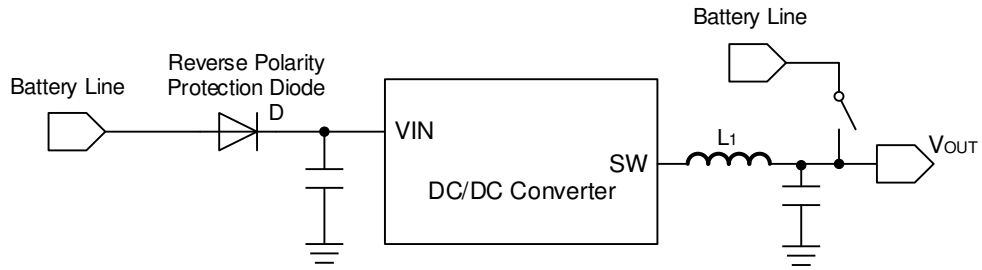 Battery Line
Reverse Polarity
Protection Diode
D
Battery Line
VIN
SW
DC/DC Converter
L1
VOUT